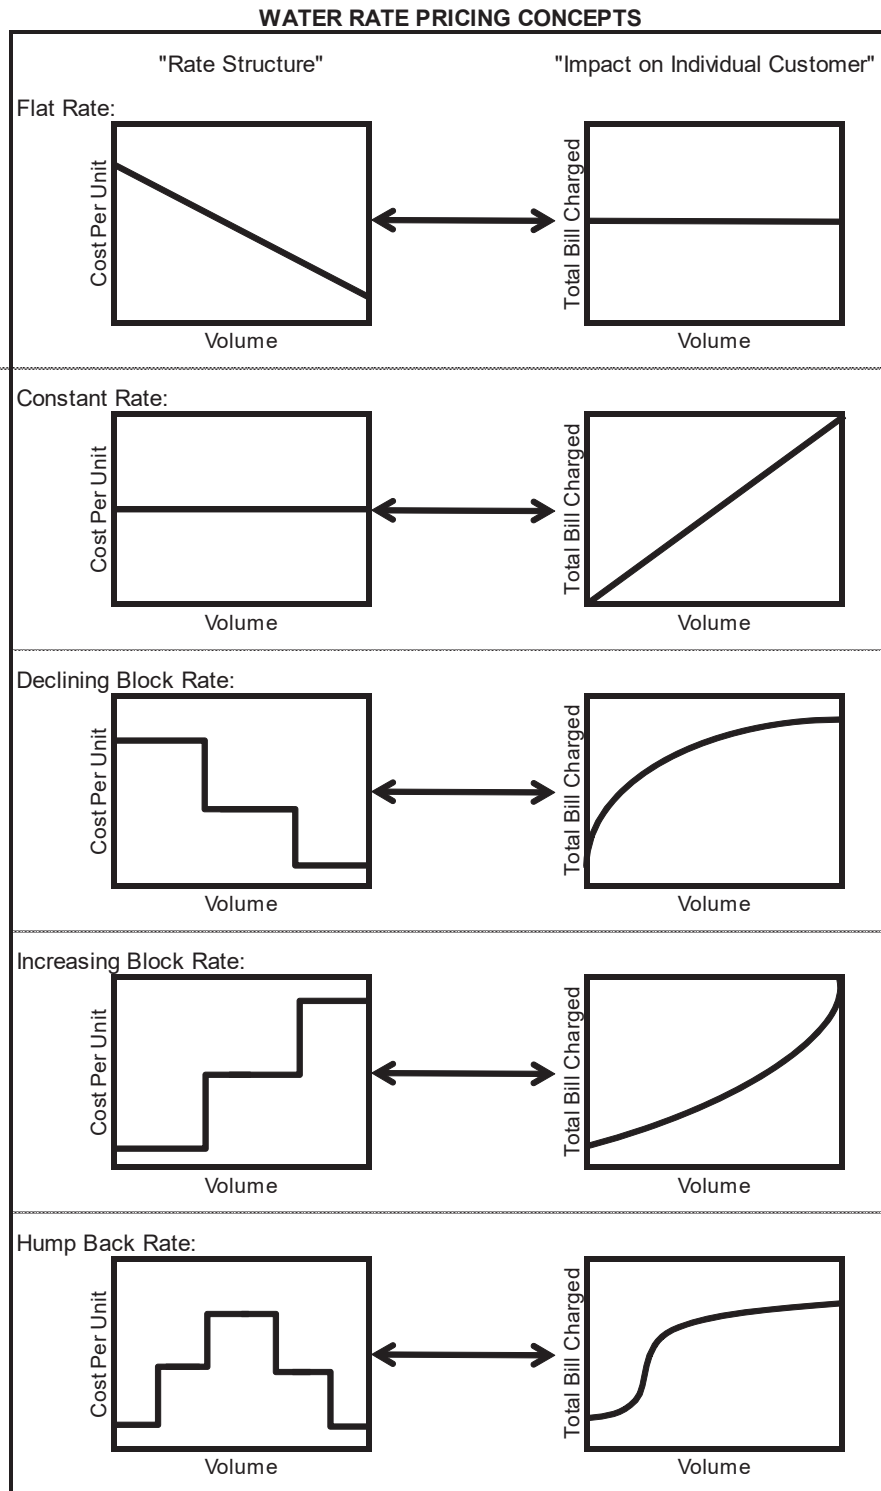 WATER RATE PRICING CONCEPTS
"Rate Structure"
"Impact on Individual Customer"
Flat Rate:
Cost Per Unit
Volume
Total Bill Charged
Volume
Constant Rate:
Cost Per Unit
Volume
Total Bill Charged
Volume
Declining Block Rate:
Cost Per Unit
Volume
Total Bill Charged
Volume
Increasing Block Rate:
Cost Per Unit
Volume
Total Bill Charged
Volume
Hump Back Rate:
Cost Per Unit
Volume
Total Bill Charged
Volume